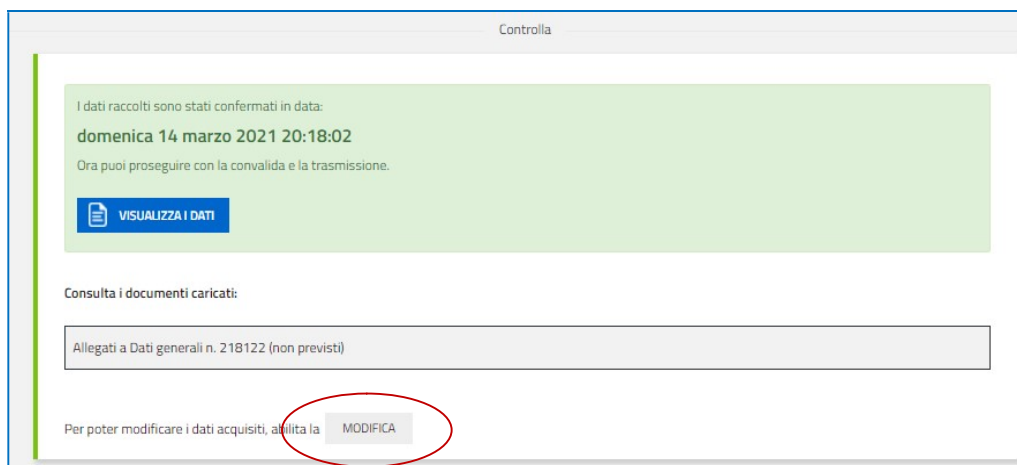 Controlla
I dati raccolti sono stati confermati in data:
domenica 14 marzo 2021 20:18:02
Ora puoi proseguire con la convalida e la trasmissione.
VISUALIZZA I DATI
Consulta i documenti caricati:
Allegati a Dati generali n. 218122 (non previsti)
Per poter modificare i dati acquisiti, abilita la MODIFICA